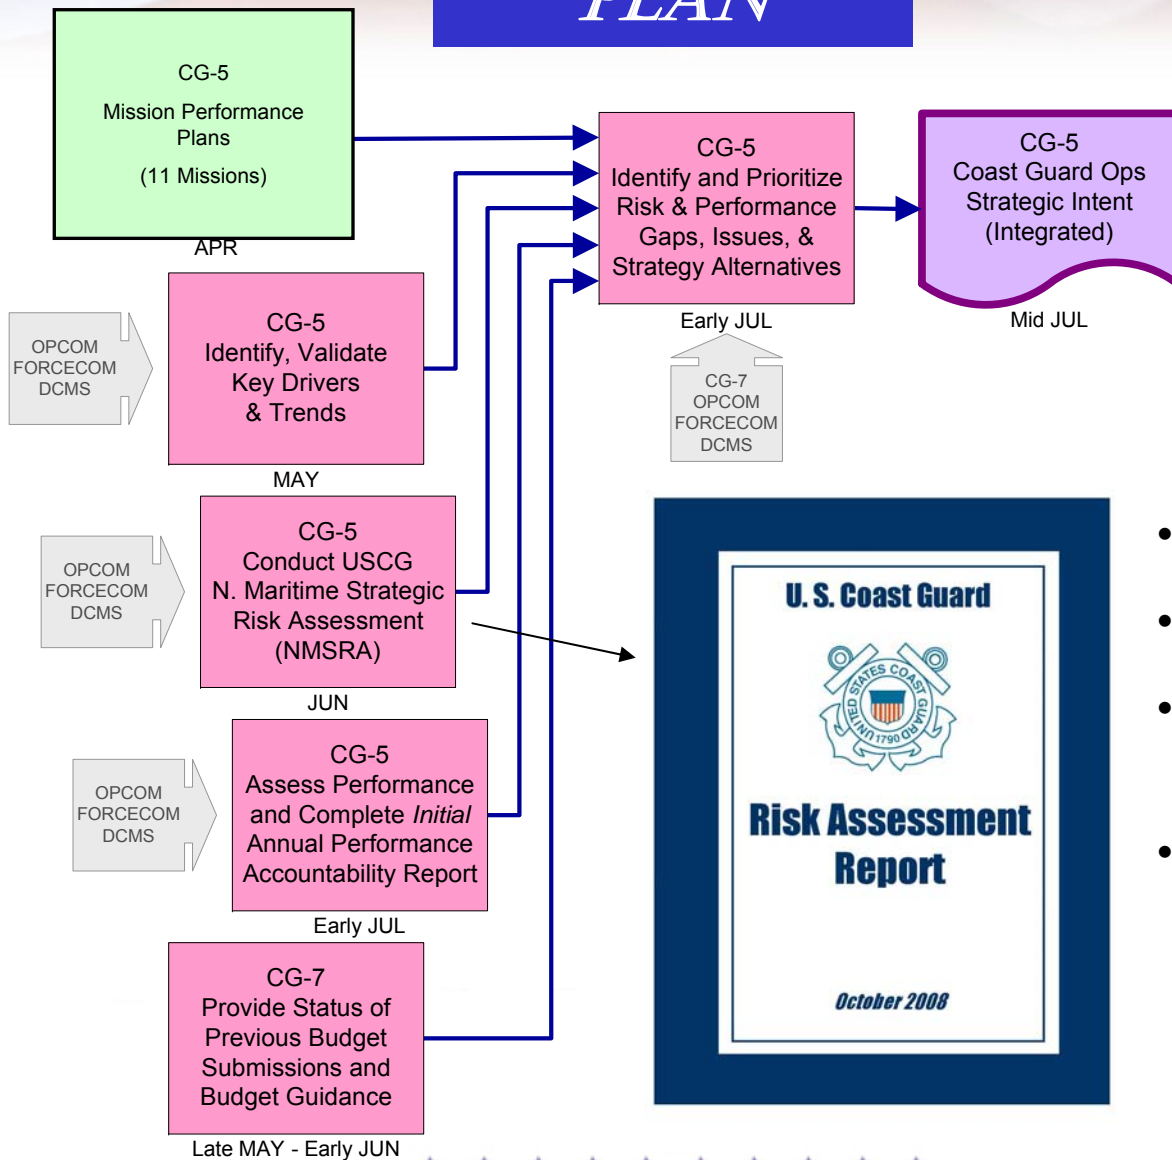 PLAN
CG-5
Mission Performance
Plans
(11 Missions)
APR
OPCOM
FORCECOM
DCMS
CG-5
Identify, Validate
Key Drivers
& Trends
MAY
OPCOM
FORCECOM
DCMS
CG-5
Conduct USCG
N. Maritime Strategic
Risk Assessment
(NMSRA)
JUN
OPCOM
FORCECOM
DCMS
CG-5
Assess Performance
and Complete Initial
Annual Performance
Accountability Report
Early JUL
CG-7
Provide Status of
Previous Budget
Submissions and
Budget Guidance
Late MAY - Early JUN
CG-5
Identify and Prioritize
Risk & Performance
Gaps, Issues, &
Strategy Alternatives
Early JUL
CG-7
OPCOM
FORCECOM
DCMS
CG-5
Coast Guard Ops
Strategic Intent
(Integrated)
Mid JUL
U. S. Coast Guard
UNITED STATES COAST GUARD
1790
Risk Assessment
Report
October 2008